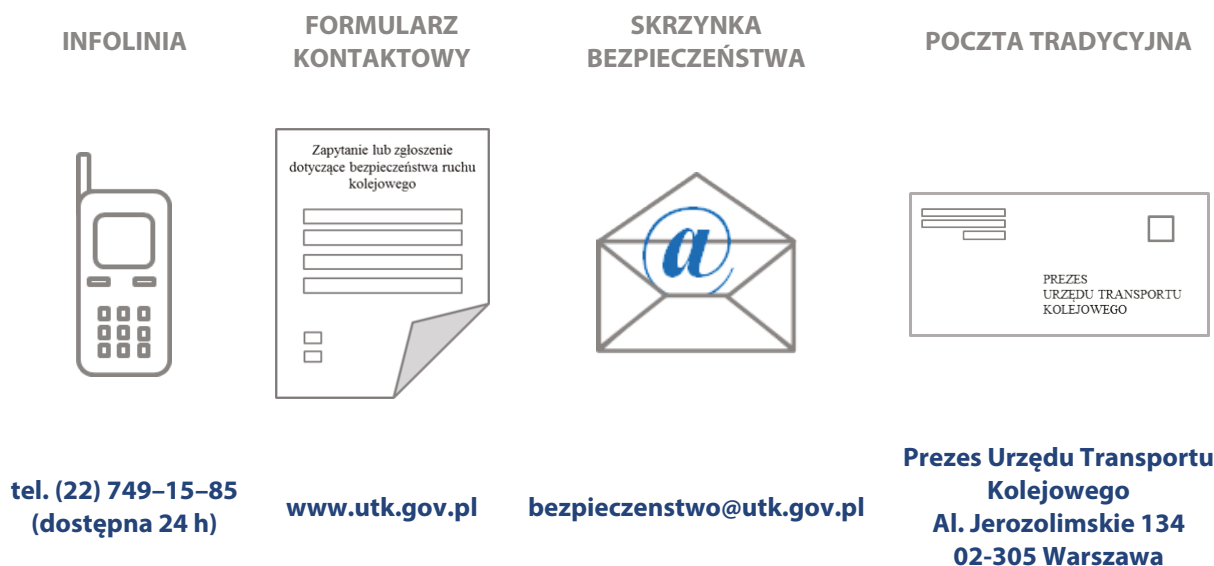 INFOLINIA
FORMULARZ
KONTAKTOWY
SKRZYNKA
BEZPIECZEŃSTWA
POCZTA TRADYCYJNA
Zapytanie lub zgłoszenie
dotyczące bezpieczeństwa ruchu
kolejowego
@
PREZES
URZĘDU TRANSPORTU
KOLEJOWEGO
tel. (22) 749–15–85
(dostępna 24 h)
www.utk.gov.pl
bezpieczenstwo@utk.gov.pl
Prezes Urzędu Transportu
Kolejowego
Al. Jerozolimskie 134
02-305 Warszawa